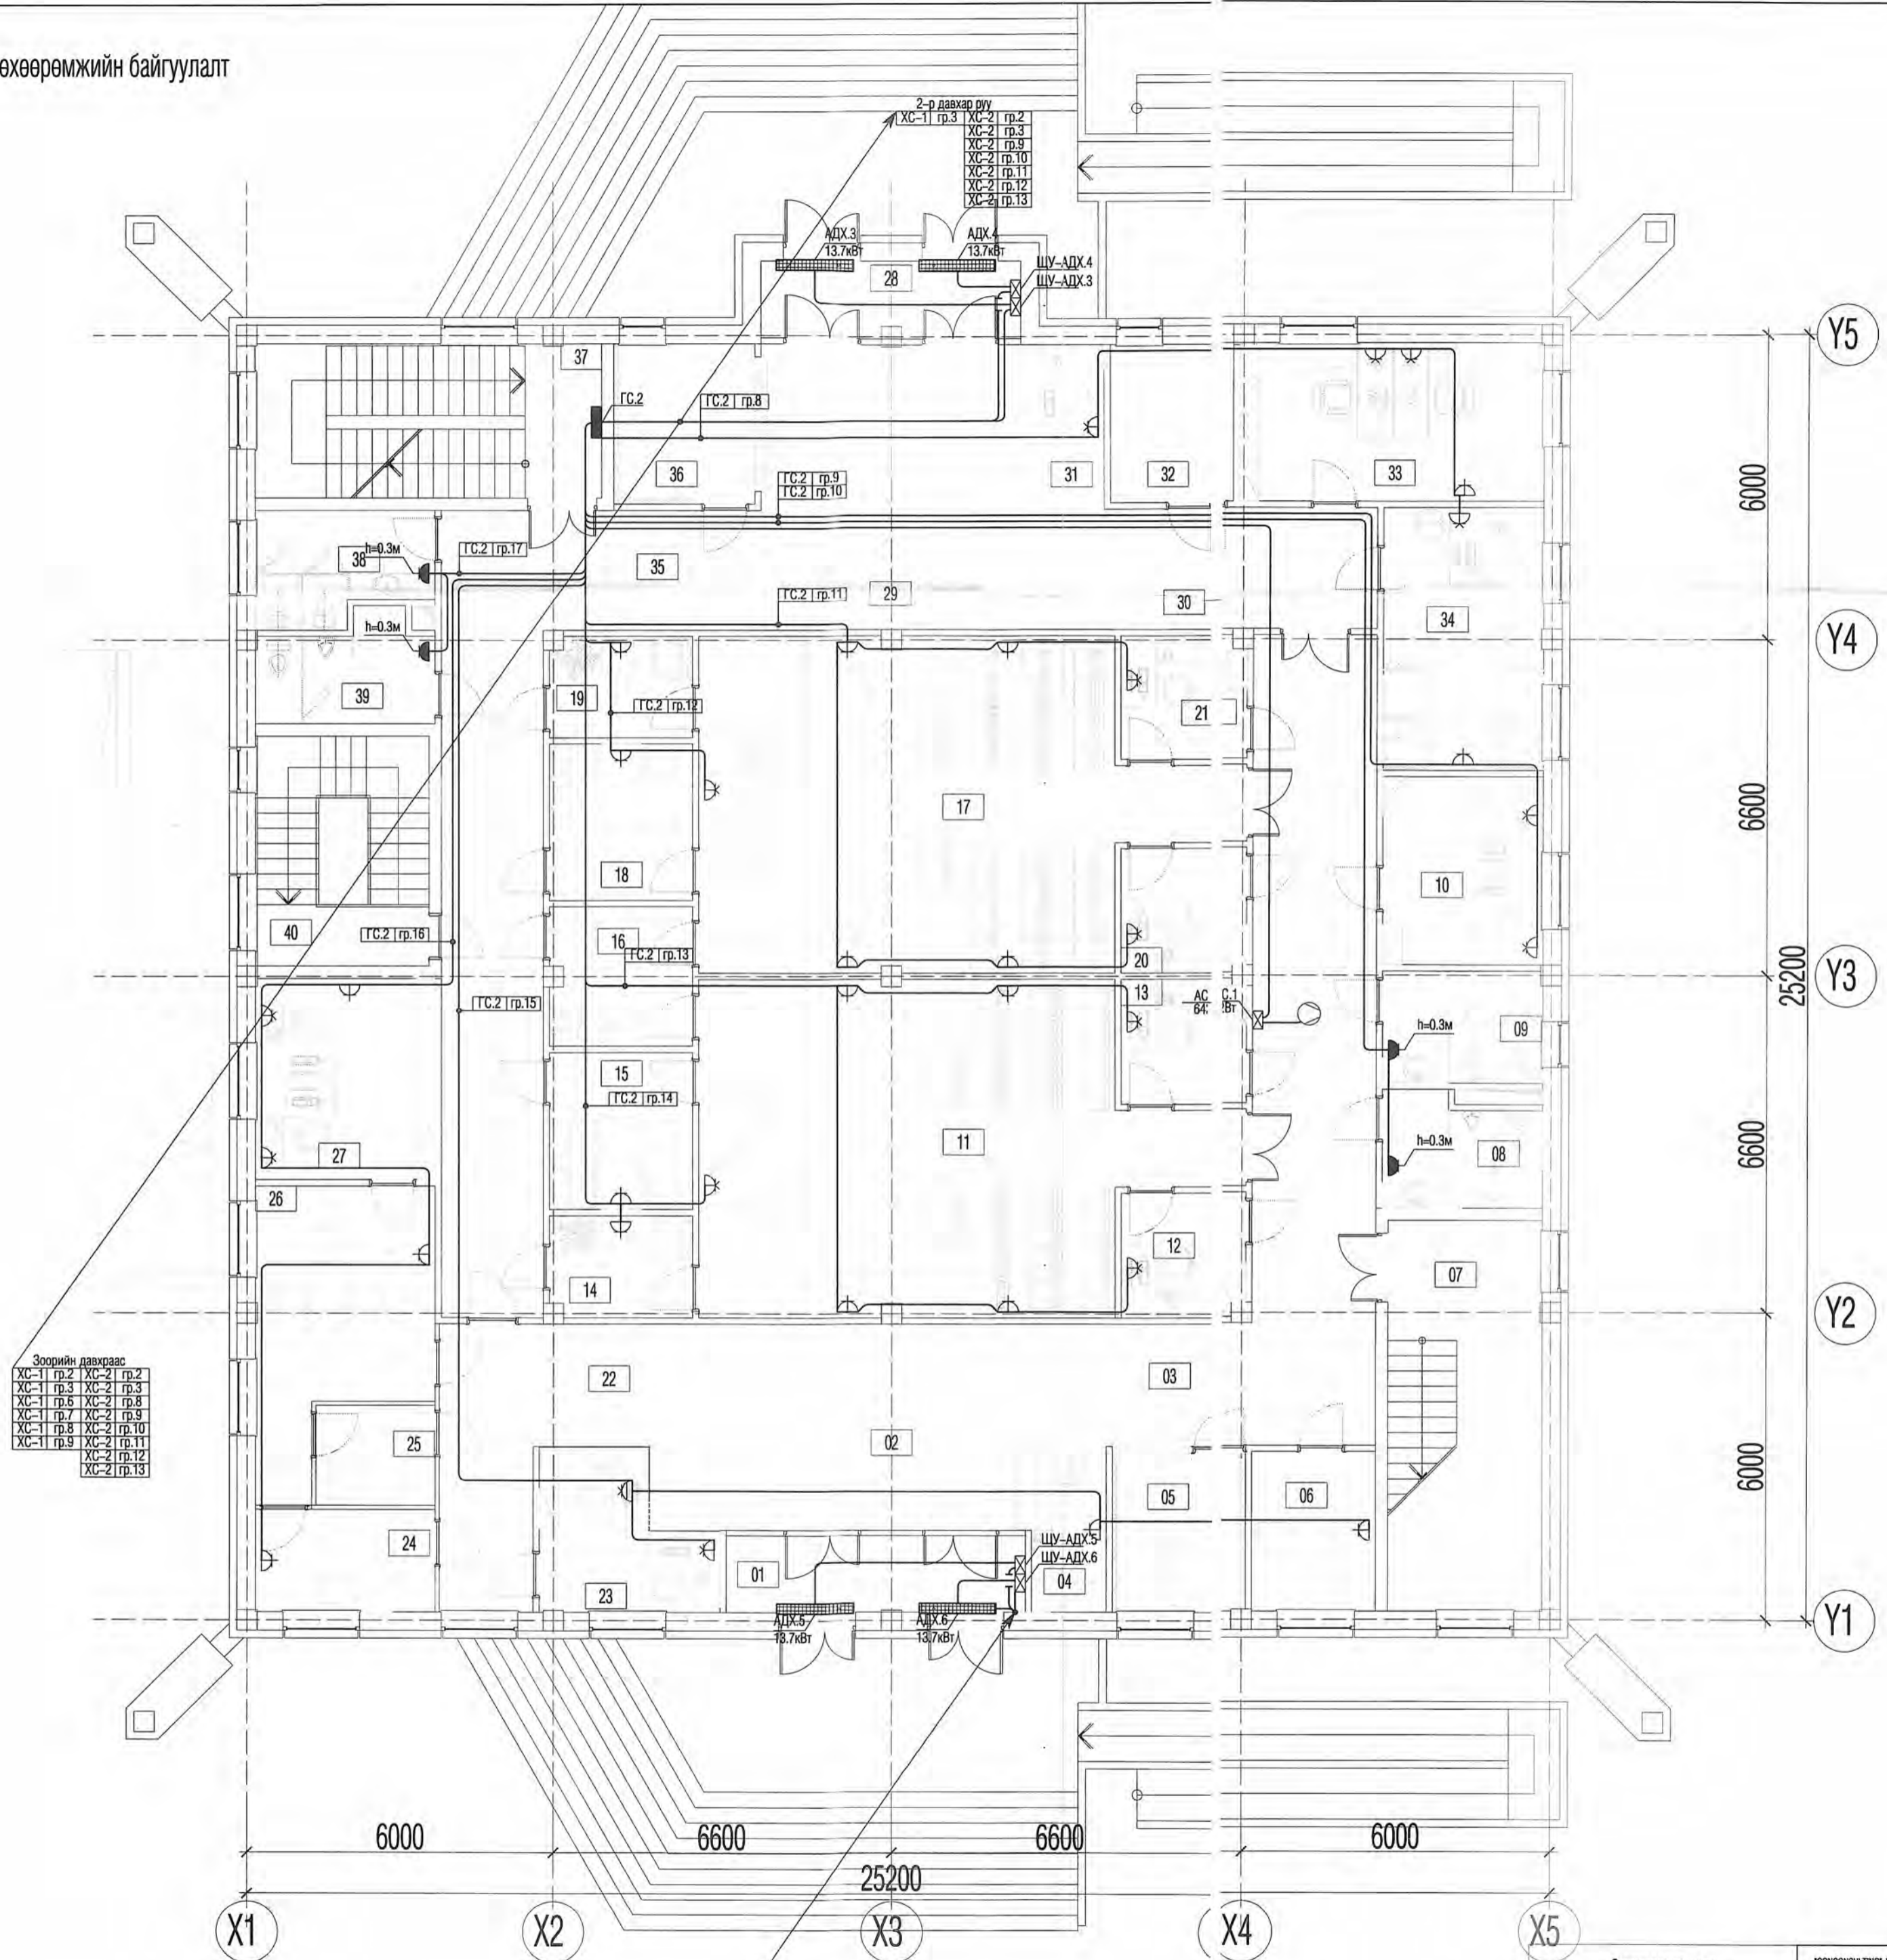 өхөөрөмжийн байгуулалт
2-р давхар руу
ХС-1 гр.3 ХС-2 гр.2
ХС-2 гр.3
ХС-2 гр.9
ХС-2 гр.10
ХС-2 гр.11
ХС-2 гр.12
ХС-2 гр.13
АДХ.3
13.7кВт
АДХ.4
13.7кВт
28
ЩУ-АДХ.4
ЩУ-АДХ.3
Y5
37
ГС.2
ГС.2 гр.8
36
31
32
33
6000
ГС.2 гр.9
ГС.2 гр.10
38
h=0.3м
ГС.2 гр.17
35
29
30
34
ГС.2 гр.11
h=0.3м
Y4
39
19
ГС.2 гр.12
21
17
6600
18
10
40
ГС.2 гр.16
16
ГС.2 гр.13
20
25200
Y3
ГС.2 гр.15
13
АС С.1
09
h=0.3м
15
ГС.2 гр.14
11
27
h=0.3м
08
6600
26
12
07
14
Y2
Зоорийн давхраас
ХС-1 гр.2 ХС-2 гр.2
ХС-1 гр.3 ХС-2 гр.3
ХС-1 гр.6 ХС-2 гр.8
ХС-1 гр.7 ХС-2 гр.9
ХС-1 гр.8 ХС-2 гр.10
ХС-1 гр.9 ХС-2 гр.11
ХС-2 гр.12
ХС-2 гр.13
22
03
25
02
6000
05
06
24
01
ЩУ-АДХ.5
ЩУ-АДХ.6
04
23
АДХ.5
13.7кВт
АДХ.6
13.7кВт
Y1
6000
6600
6600
6000
25200
X1
X2
X3
X4
X5